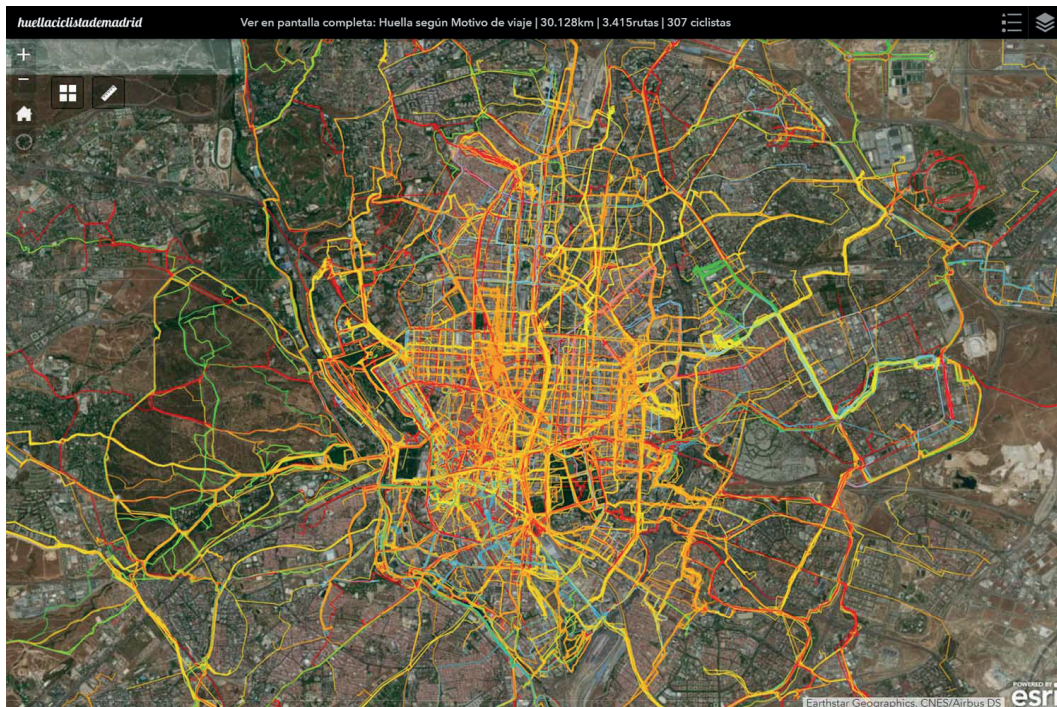 huellaciclistademadrid
Ver en pantalla completa: Huella según Motivo de viaje | 30.128km | 3.415rutas | 307 ciclistas
+
−
POWERED BY
esri
Earthstar Geographics, CNES/Airbus DS